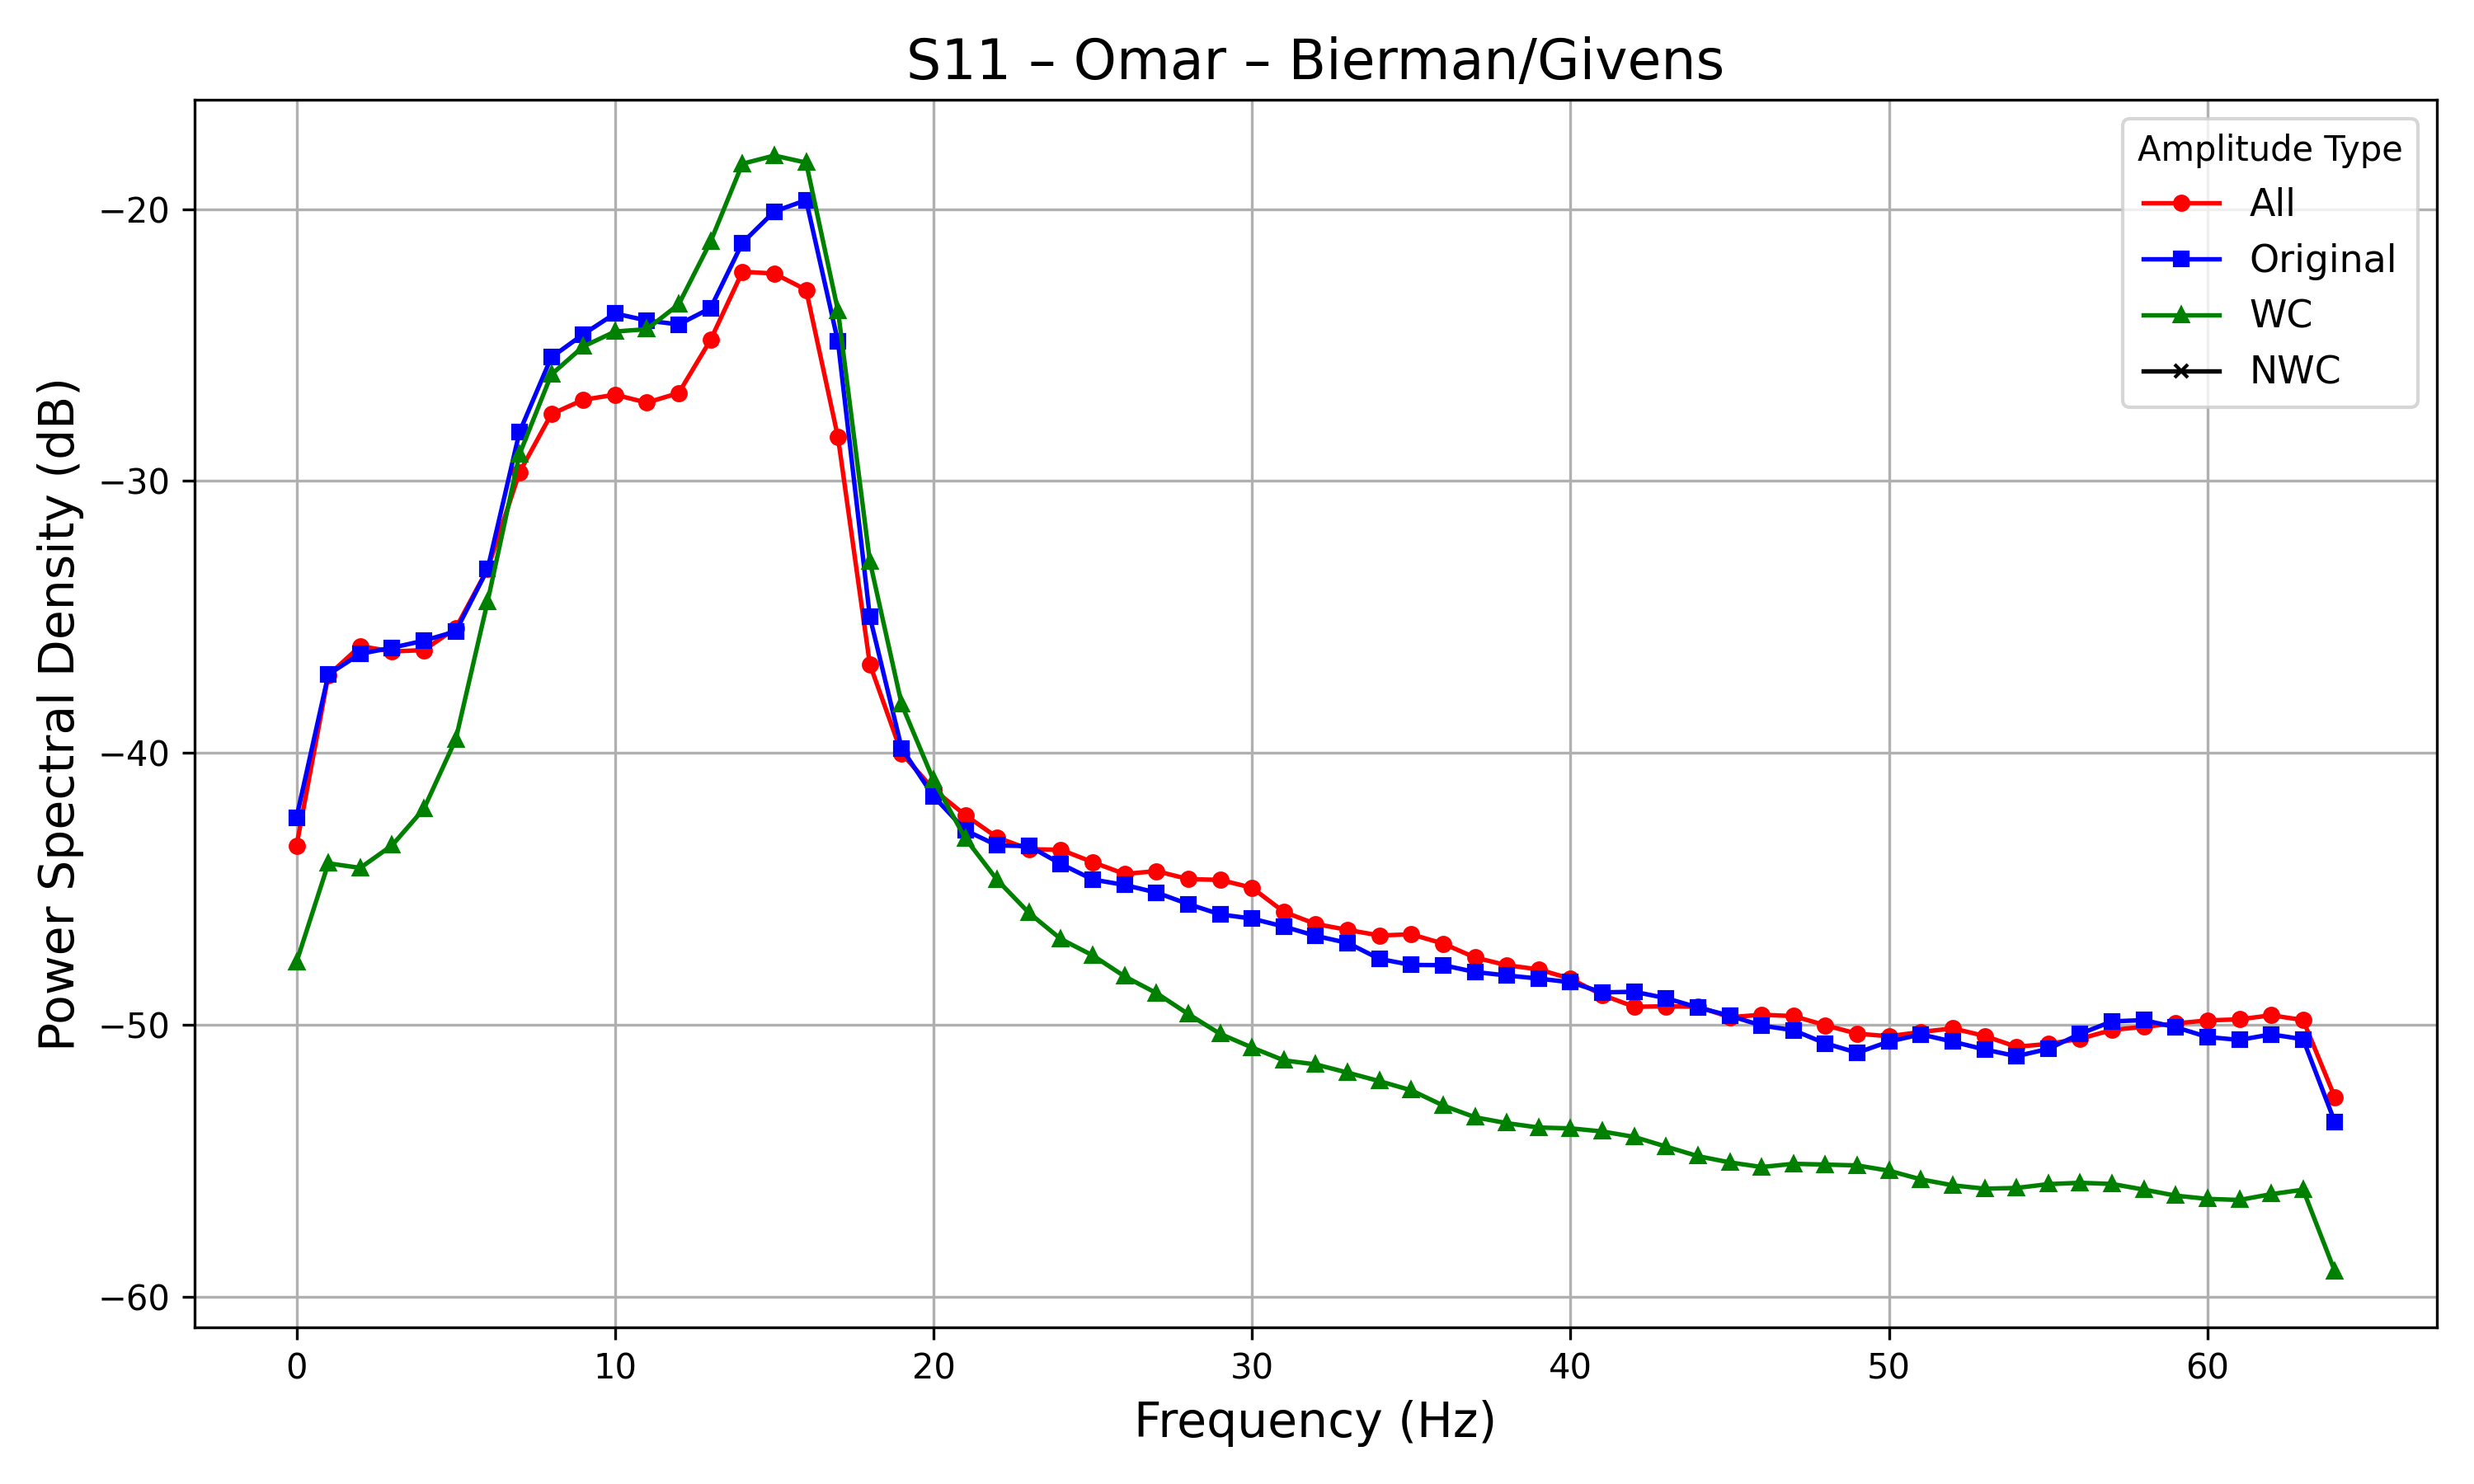 S11 – Omar – Bierman/Givens
Power Spectral Density (dB)
−20
−30
−40
−50
−60
Amplitude Type
All
Original
WC
NWC
0 10 20 30 40 50 60
Frequency (Hz)